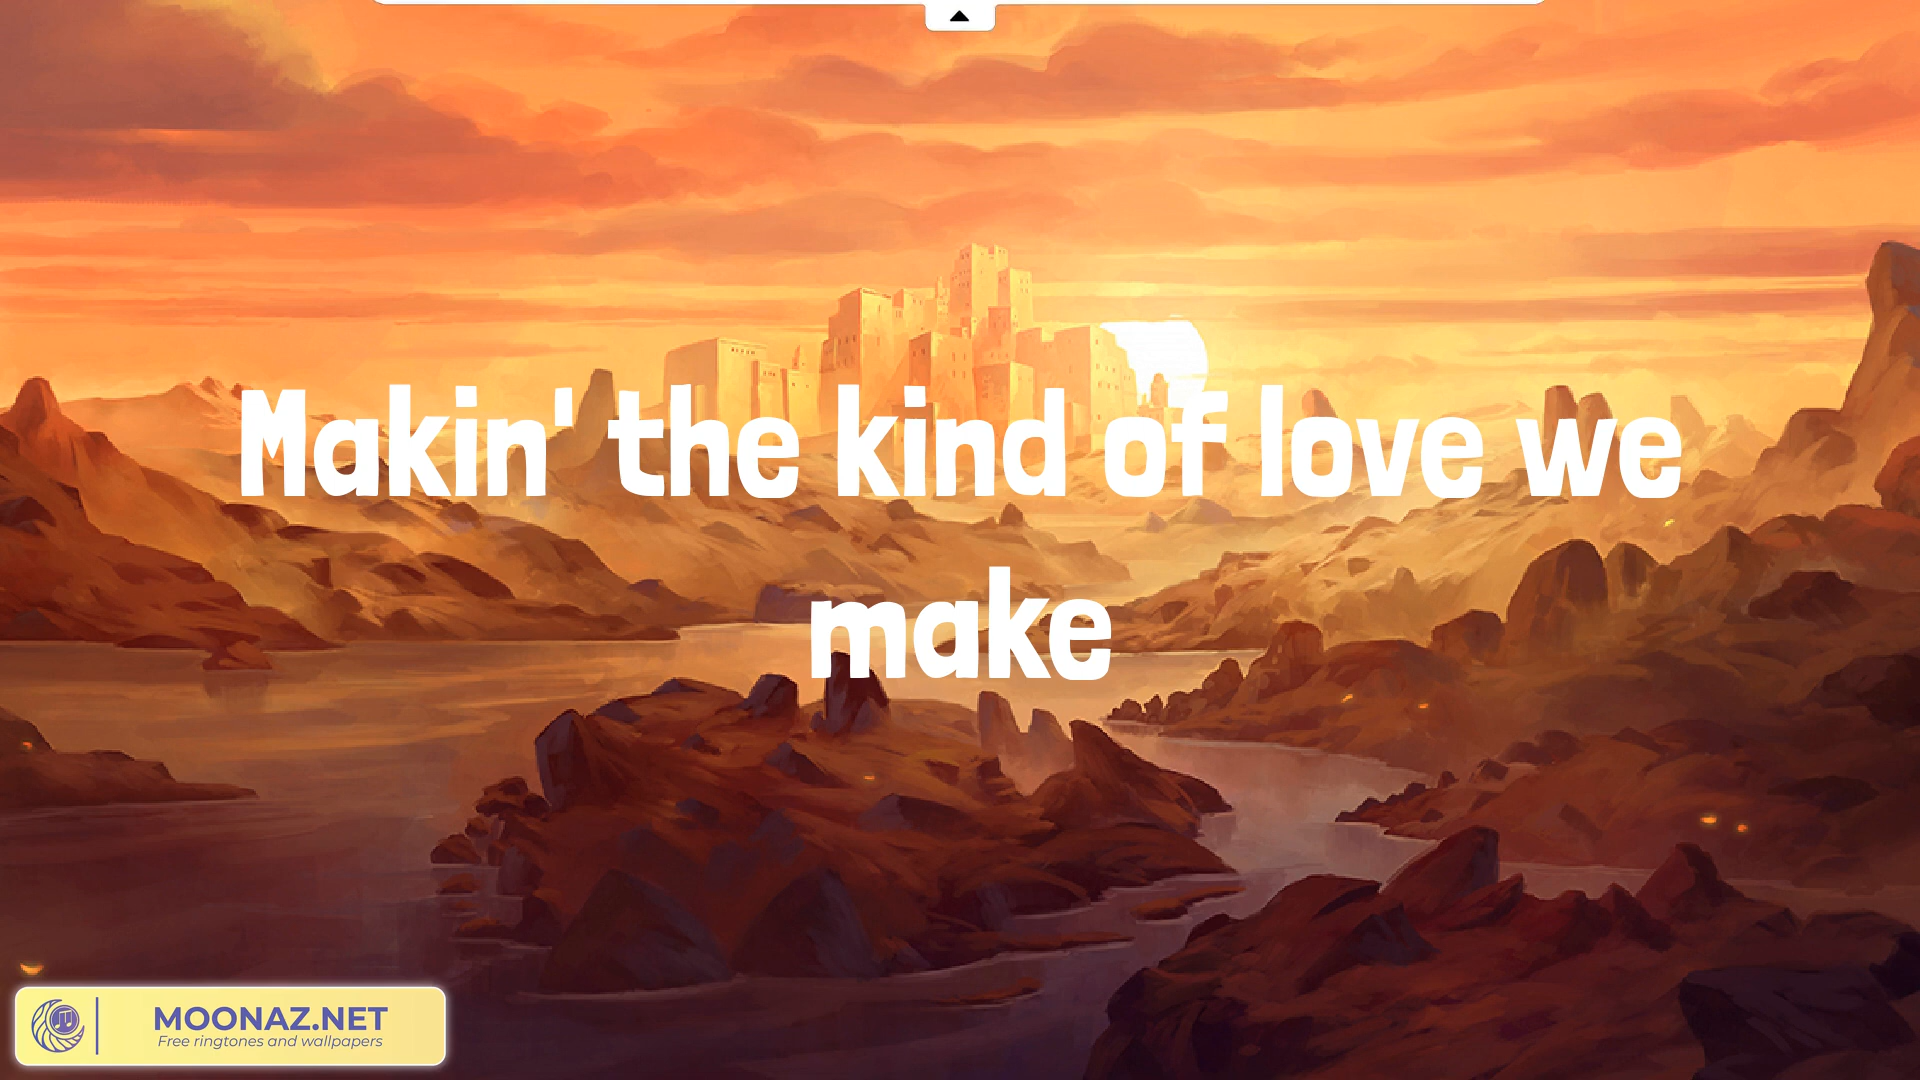 Makin' the kind of love we
make
MOONAZ.NET
Free ringtones and wallpapers